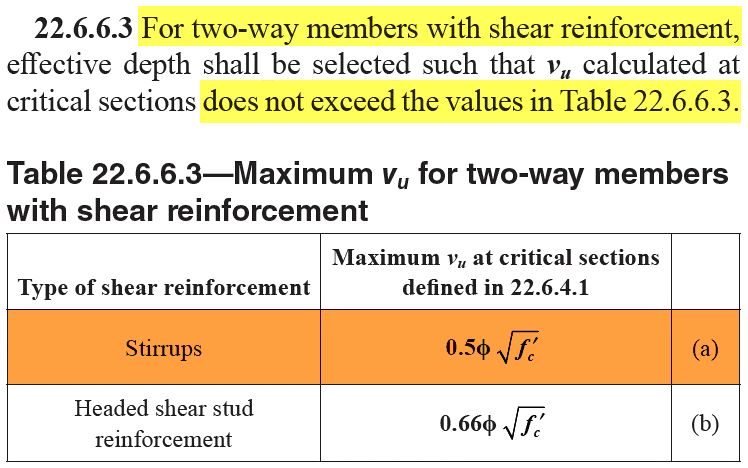 22.6.6.3 For two-way members with shear reinforcement,
effective depth shall be selected such that vᵤ calculated at
critical sections does not exceed the values in Table 22.6.6.3.
Table 22.6.6.3—Maximum vᵤ for two-way members
with shear reinforcement
Type of shear reinforcement
Maximum vᵤ at critical sections
defined in 22.6.4.1
Stirrups
0.5ϕ √f′c
(a)
Headed shear stud
reinforcement
0.66ϕ √f′c
(b)